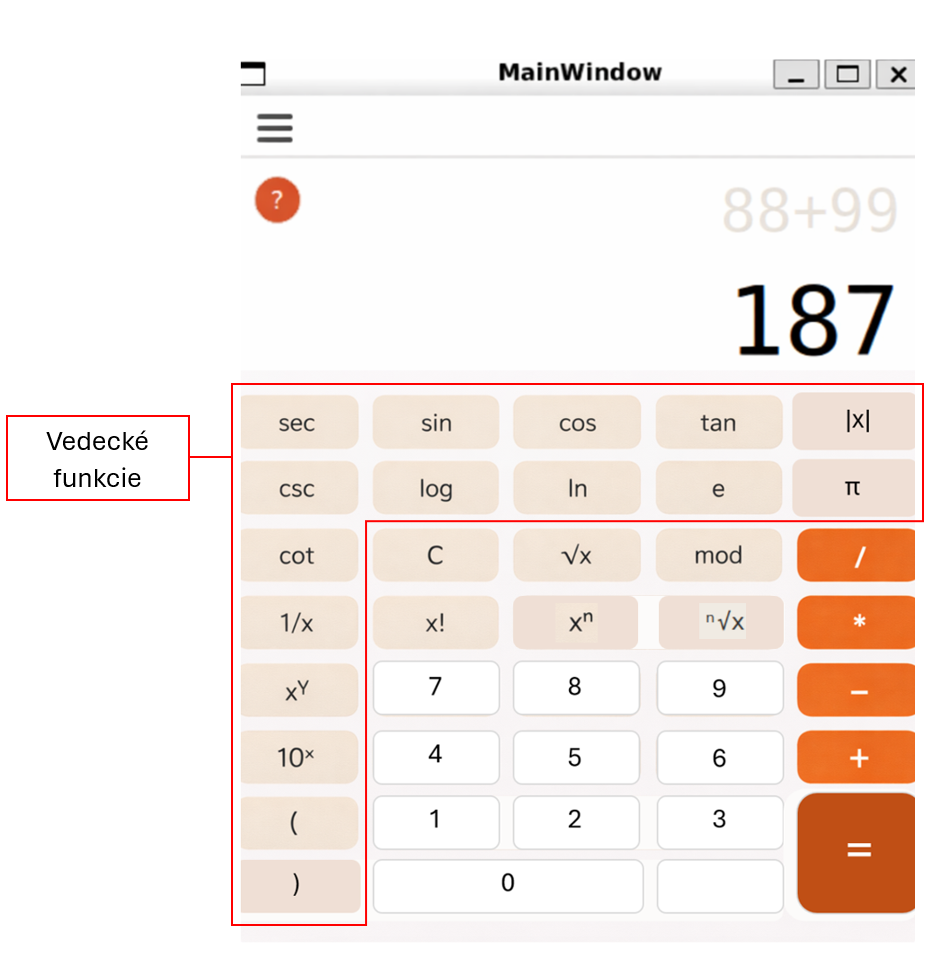 MainWindow
?
88+99
187
Vedecké
funkcie
sec sin cos tan |x|
csc log ln e π
cot C √x mod /
1/x x! xⁿ ⁿ√x *
xʸ 7 8 9 −
10ˣ 4 5 6 +
( 1 2 3 =
) 0